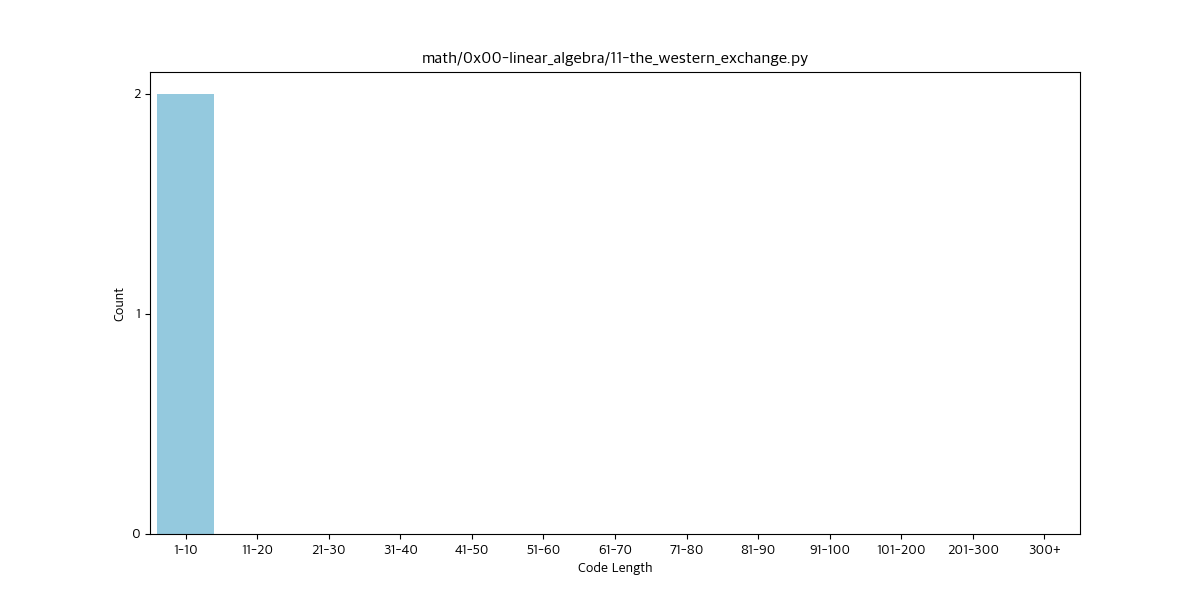 math/0x00-linear_algebra/11-the_western_exchange.py
Count
2
1
0
1-10 11-20 21-30 31-40 41-50 51-60 61-70 71-80 81-90 91-100 101-200 201-300 300+
Code Length